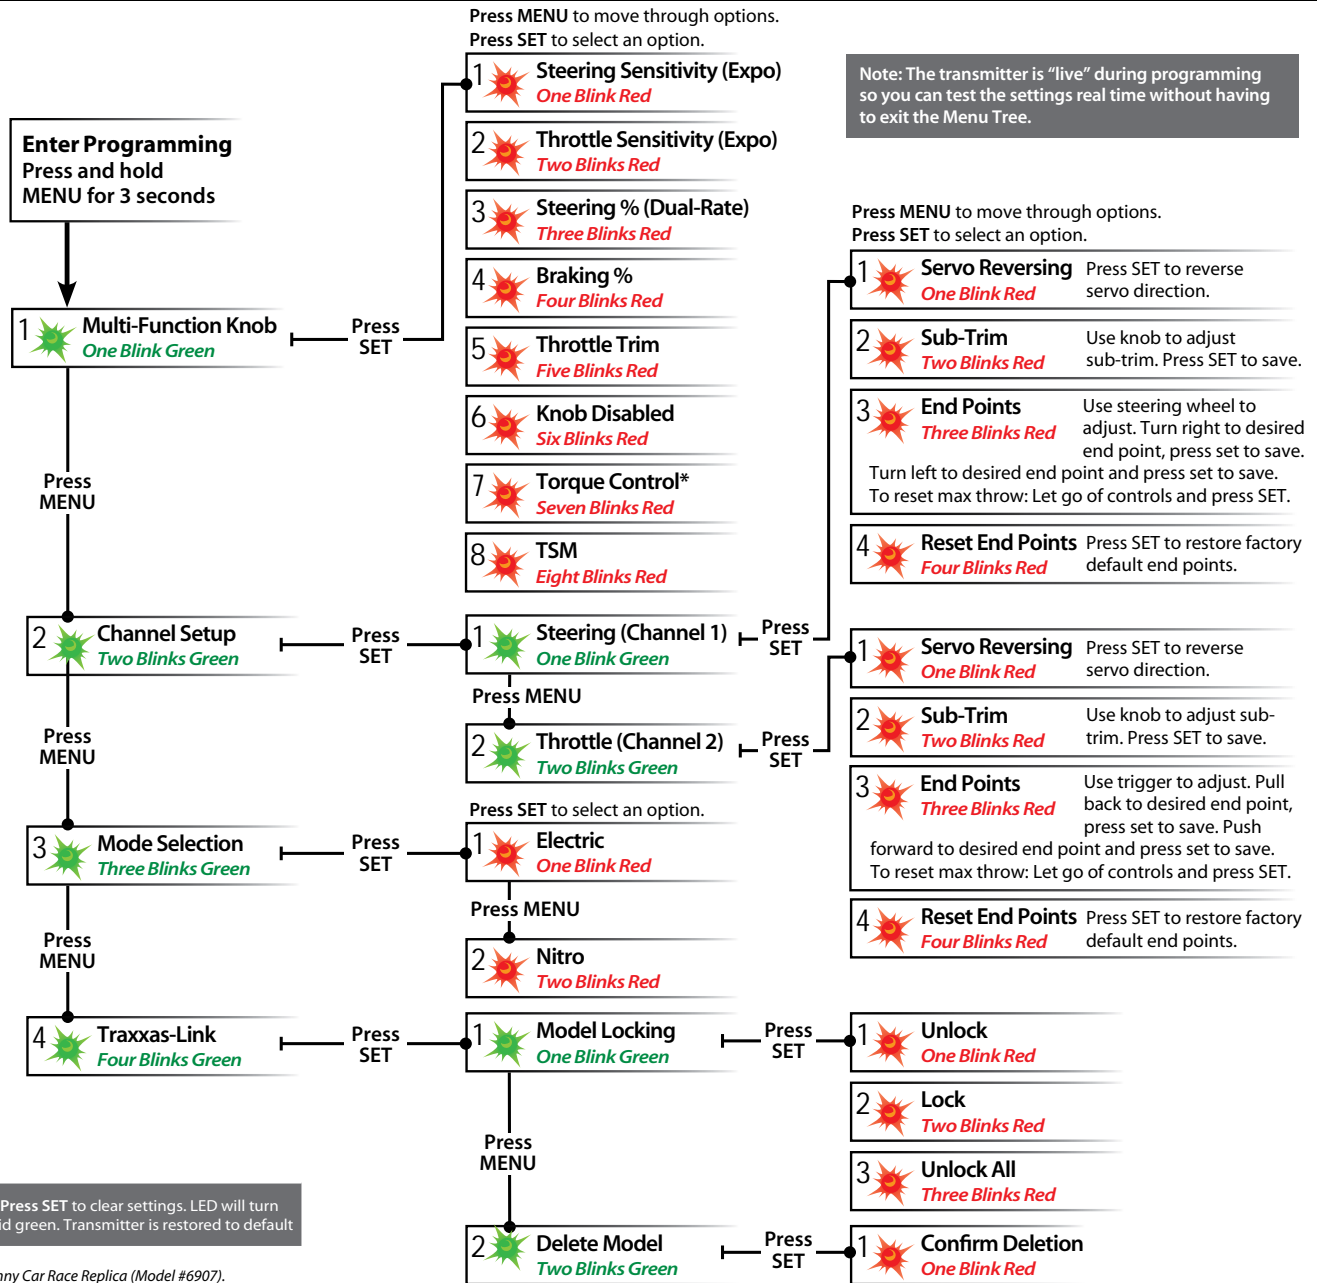 Press MENU to move through options.
Press SET to select an option.
1 Steering Sensitivity (Expo)
One Blink Red
2 Throttle Sensitivity (Expo)
Two Blinks Red
3 Steering % (Dual-Rate)
Three Blinks Red
4 Braking %
Four Blinks Red
5 Throttle Trim
Five Blinks Red
6 Knob Disabled
Six Blinks Red
7 Torque Control*
Seven Blinks Red
8 TSM
Eight Blinks Red
Note: The transmitter is “live” during programming
so you can test the settings real time without having
to exit the Menu Tree.
Enter Programming
Press and hold
MENU for 3 seconds
1 Multi-Function Knob
One Blink Green
Press
SET
Press
MENU
2 Channel Setup
Two Blinks Green
Press
SET
1 Steering (Channel 1)
One Blink Green
Press
SET
Press MENU
2 Throttle (Channel 2)
Two Blinks Green
Press
SET
Press MENU to move through options.
Press SET to select an option.
1 Servo Reversing
One Blink Red
Press SET to reverse
servo direction.
2 Sub-Trim
Two Blinks Red
Use knob to adjust
sub-trim. Press SET to save.
3 End Points
Three Blinks Red
Use steering wheel to
adjust. Turn right to desired
end point, press set to save.
Turn left to desired end point and press set to save.
To reset max throw: Let go of controls and press SET.
4 Reset End Points
Four Blinks Red
Press SET to restore factory
default end points.
1 Servo Reversing
One Blink Red
Press SET to reverse
servo direction.
2 Sub-Trim
Two Blinks Red
Use knob to adjust sub-
trim. Press SET to save.
3 End Points
Three Blinks Red
Use trigger to adjust. Pull
back to desired end point,
press set to save. Push
forward to desired end point and press set to save.
To reset max throw: Let go of controls and press SET.
4 Reset End Points
Four Blinks Red
Press SET to restore factory
default end points.
Press
MENU
3 Mode Selection
Three Blinks Green
Press
SET
Press SET to select an option.
1 Electric
One Blink Red
Press MENU
2 Nitro
Two Blinks Red
Press
MENU
4 Traxxas-Link
Four Blinks Green
Press
SET
1 Model Locking
One Blink Green
Press
SET
1 Unlock
One Blink Red
2 Lock
Two Blinks Red
3 Unlock All
Three Blinks Red
Press
MENU
2 Delete Model
Two Blinks Green
Press
SET
1 Confirm Deletion
One Blink Red
Press SET to clear settings. LED will turn
id green. Transmitter is restored to default
nny Car Race Replica (Model #6907).